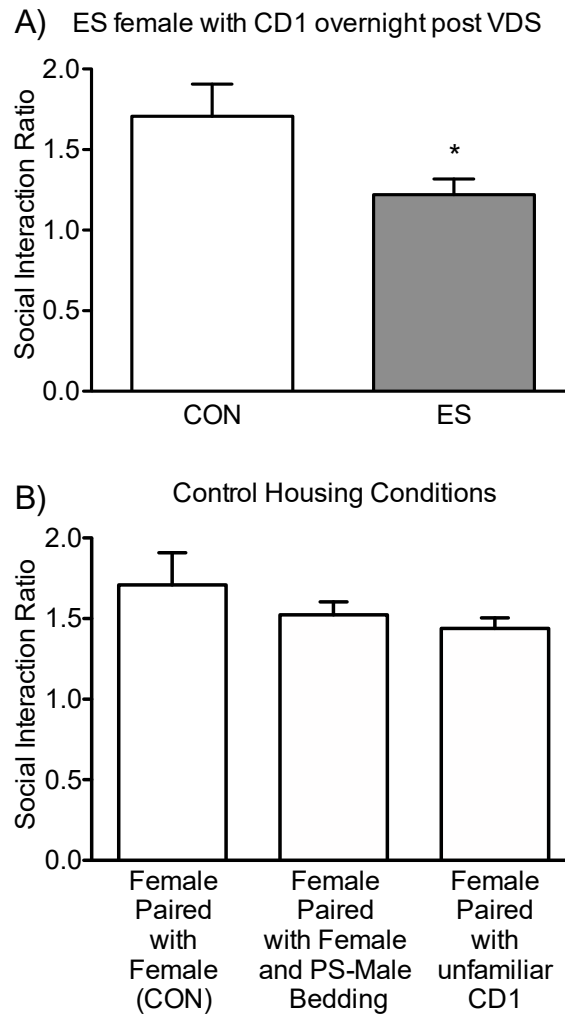 A) ES female with CD1 overnight post VDS
Social Interaction Ratio
2.0
1.5
1.0
0.5
0.0
*
CON
ES
B) Control Housing Conditions
Social Interaction Ratio
2.0
1.5
1.0
0.5
0.0
Female
Paired
with
Female
(CON)
Female
Paired
with Female
and PS-Male
Bedding
Female
Paired
with
unfamiliar
CD1